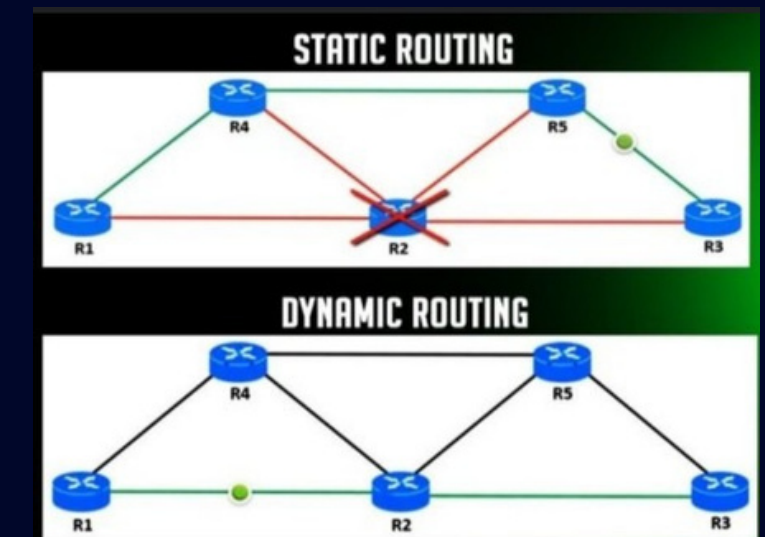 STATIC ROUTING
R4 R5
R1 R2 R3
DYNAMIC ROUTING
R4 R5
R1 R2 R3